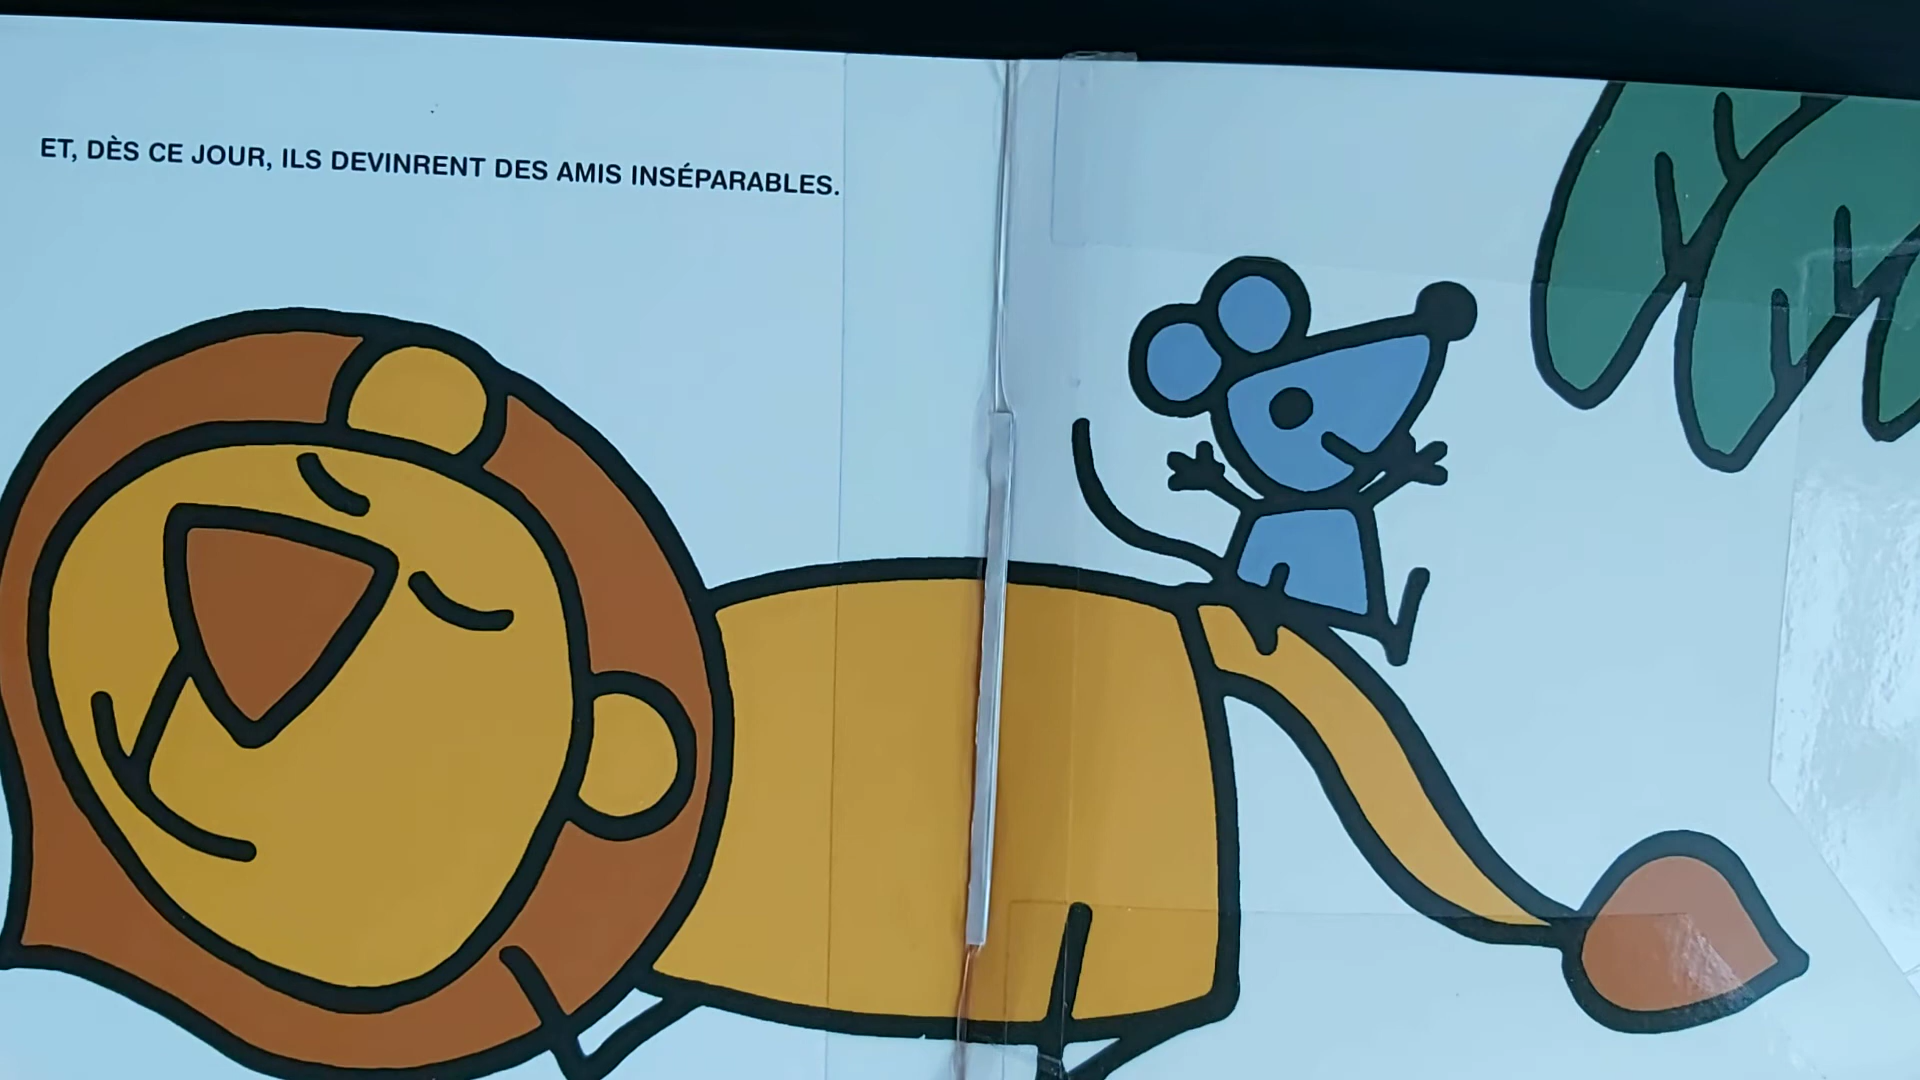 ET, DÈS CE JOUR, ILS DEVINRENT DES AMIS INSÉPARABLES.